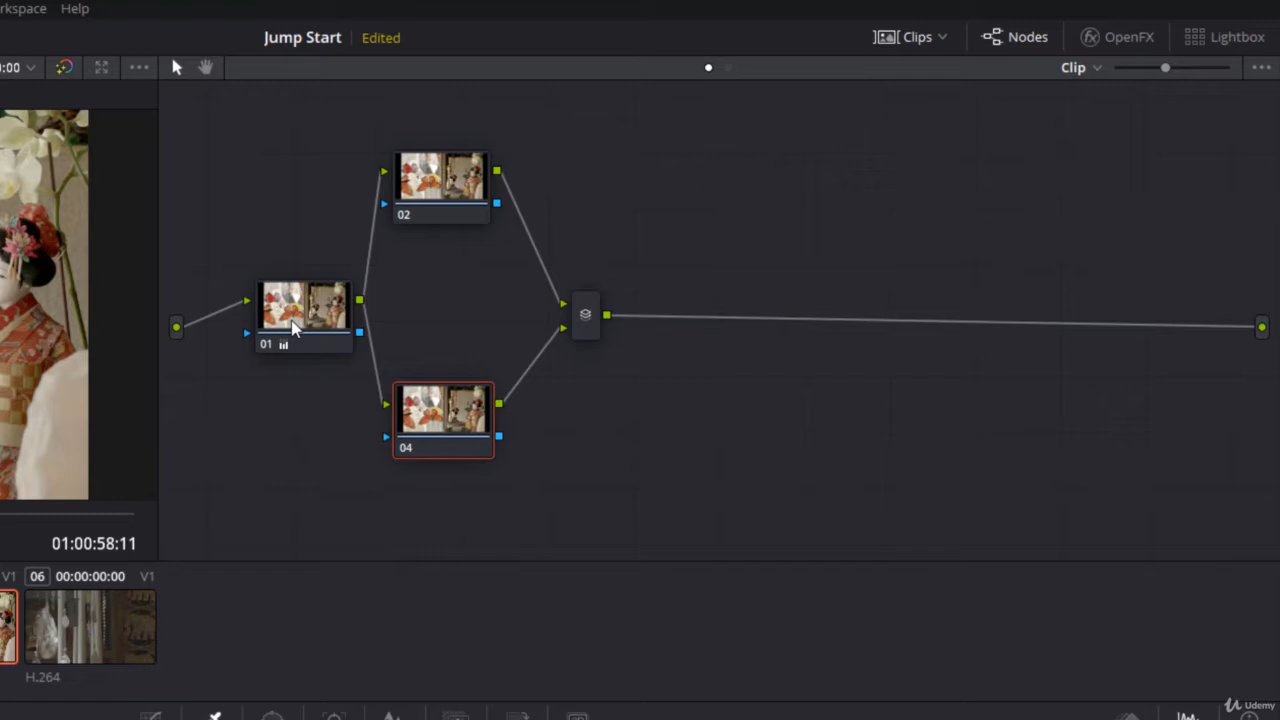 rkspace Help
Jump Start Edited
Clips Nodes OpenFX Lightbox
:00 Clip
02
01
04
01:00:58:11
V1 06 00:00:00:00 V1
H.264
Udemy